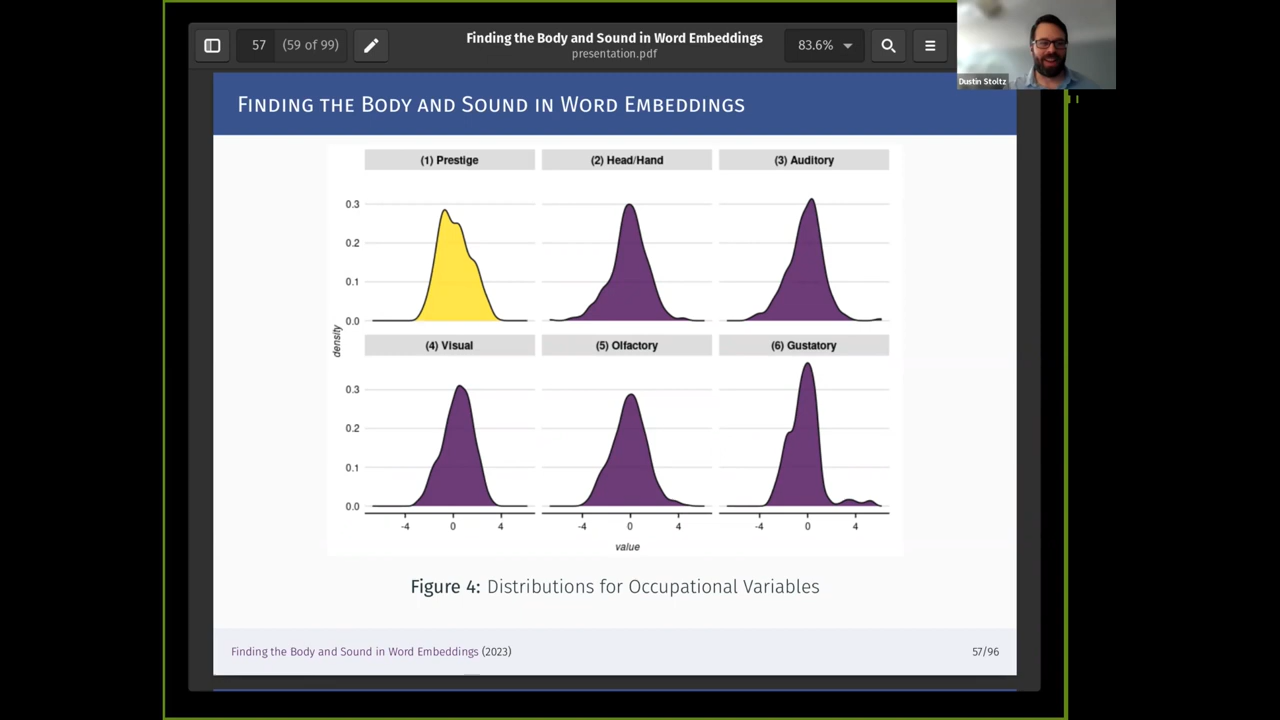 57 (59 of 99)
Finding the Body and Sound in Word Embeddings
presentation.pdf
83.6%
Dustin Stoltz
Finding the Body and Sound in Word Embeddings
(1) Prestige
(2) Head/Hand
(3) Auditory
0.3
0.2
0.1
0.0
density
(4) Visual
(5) Olfactory
(6) Gustatory
0.3
0.2
0.1
0.0
-4 0 4
-4 0 4
-4 0 4
value
Figure 4: Distributions for Occupational Variables
Finding the Body and Sound in Word Embeddings (2023)
57/96